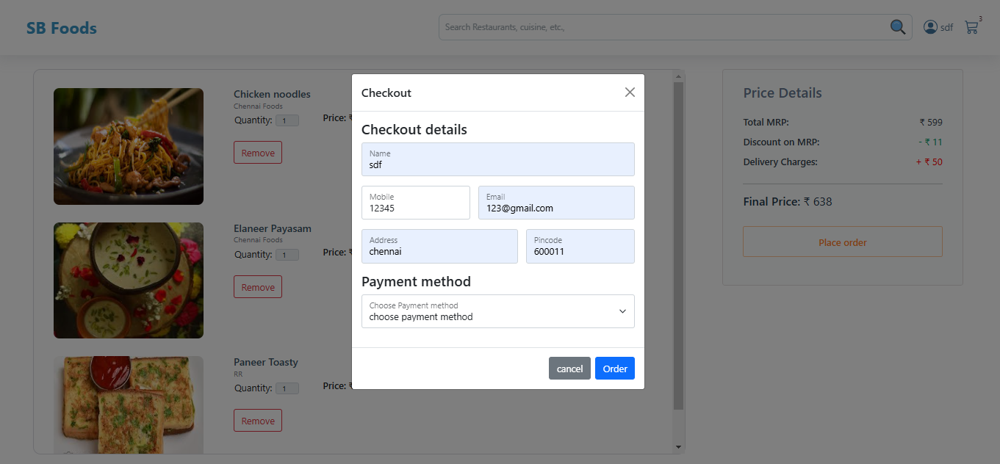 SB Foods
Search Restaurants, cuisine, etc.,
sdf
3
Chicken noodles
Chennai Foods
Quantity: 1
Price: ₹
Remove
Elaneer Payasam
Chennai Foods
Quantity: 1
Price: ₹
Remove
Paneer Toasty
RR
Quantity: 1
Price: ₹
Remove
Checkout
Checkout details
Name
sdf
Mobile
12345
Email
123@gmail.com
Address
chennai
Pincode
600011
Payment method
Choose Payment method
choose payment method
cancel
Order
Price Details
Total MRP: ₹ 599
Discount on MRP: - ₹ 11
Delivery Charges: + ₹ 50
Final Price: ₹ 638
Place order